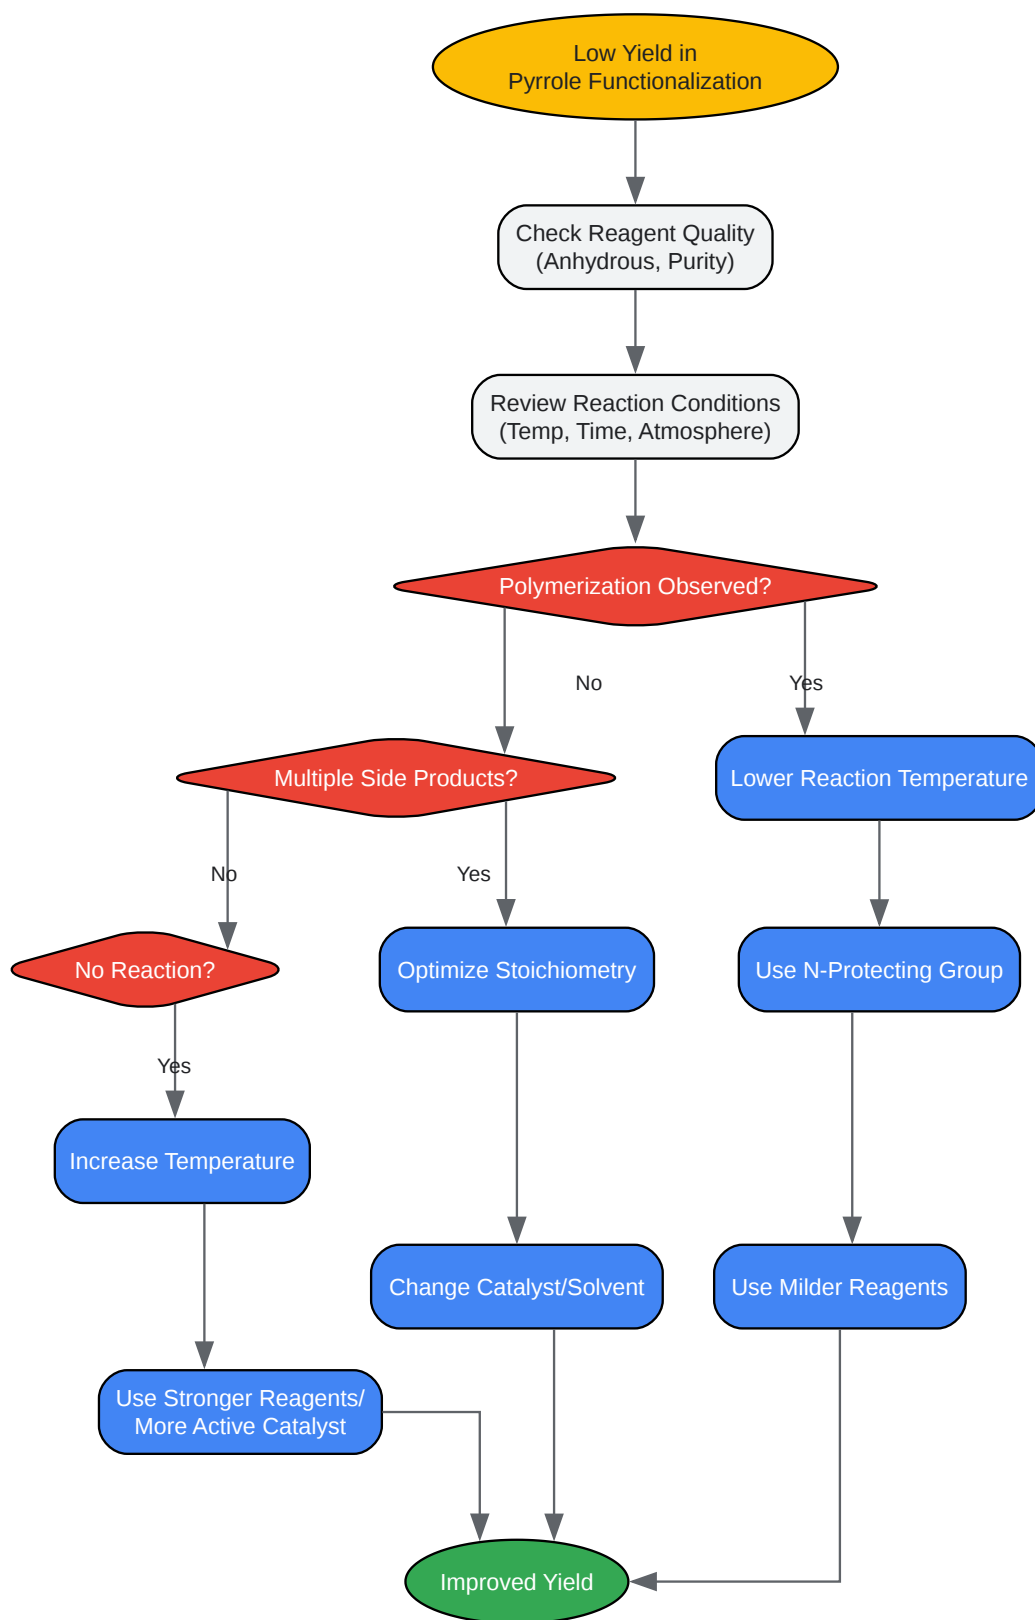 Low Yield in
Pyrrole Functionalization
Check Reagent Quality
(Anhydrous, Purity)
Review Reaction Conditions
(Temp, Time, Atmosphere)
Polymerization Observed?
No
Yes
Multiple Side Products?
Lower Reaction Temperature
No
Yes
No Reaction?
Optimize Stoichiometry
Use N-Protecting Group
Yes
Increase Temperature
Change Catalyst/Solvent
Use Milder Reagents
Use Stronger Reagents/
More Active Catalyst
Improved Yield